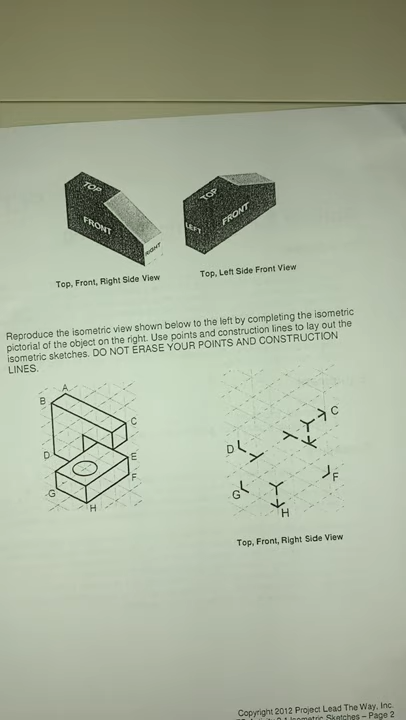 TOP
FRONT
RIGHT
TOP
LEFT
FRONT
Top, Front, Right Side View
Top, Left Side Front View
Reproduce the isometric view shown below to the left by completing the isometric
pictorial of the object on the right. Use points and construction lines to lay out the
isometric sketches. DO NOT ERASE YOUR POINTS AND CONSTRUCTION
LINES.
A
B
C
D
E
F
G
H
C
D
F
G
H
Top, Front, Right Side View
Copyright 2012 Project Lead The Way, Inc.
Isometric Sketches – Page 2